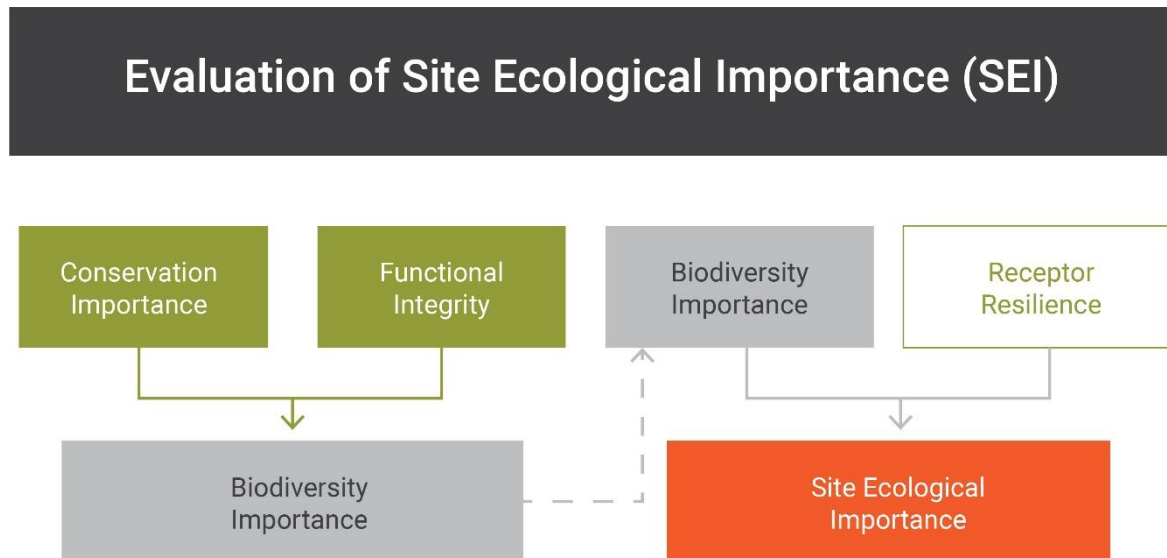 Evaluation of Site Ecological Importance (SEI)
Conservation
Importance
Functional
Integrity
Biodiversity
Importance
Receptor
Resilience
Biodiversity
Importance
Site Ecological
Importance